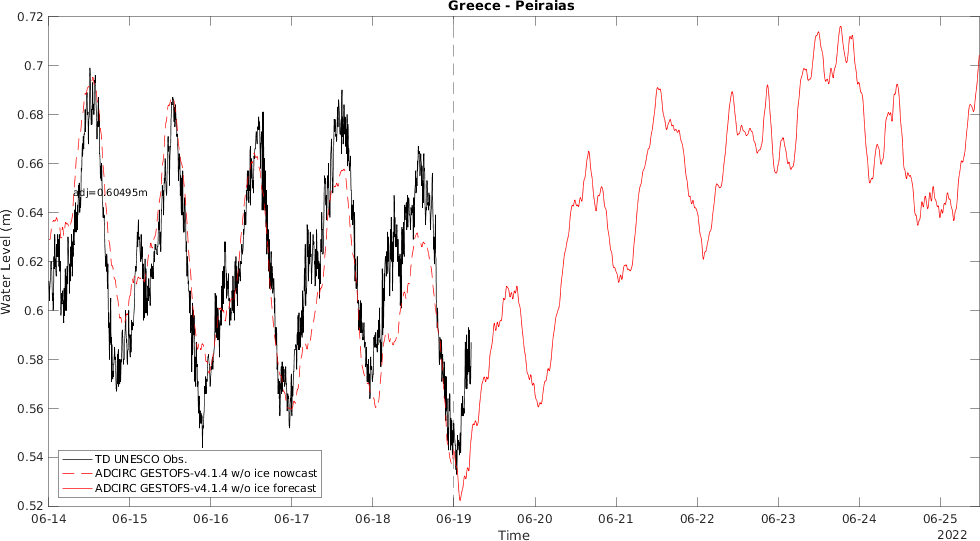 Greece - Peiraias
0.72
0.7
0.68
0.66
0.64
0.62
0.6
0.58
0.56
0.54
0.52
Water Level (m)
adj=0.60495m
TD UNESCO Obs.
ADCIRC GESTOFS-v4.1.4 w/o ice nowcast
ADCIRC GESTOFS-v4.1.4 w/o ice forecast
06-14 06-15 06-16 06-17 06-18 06-19 06-20 06-21 06-22 06-23 06-24 06-25
Time
2022